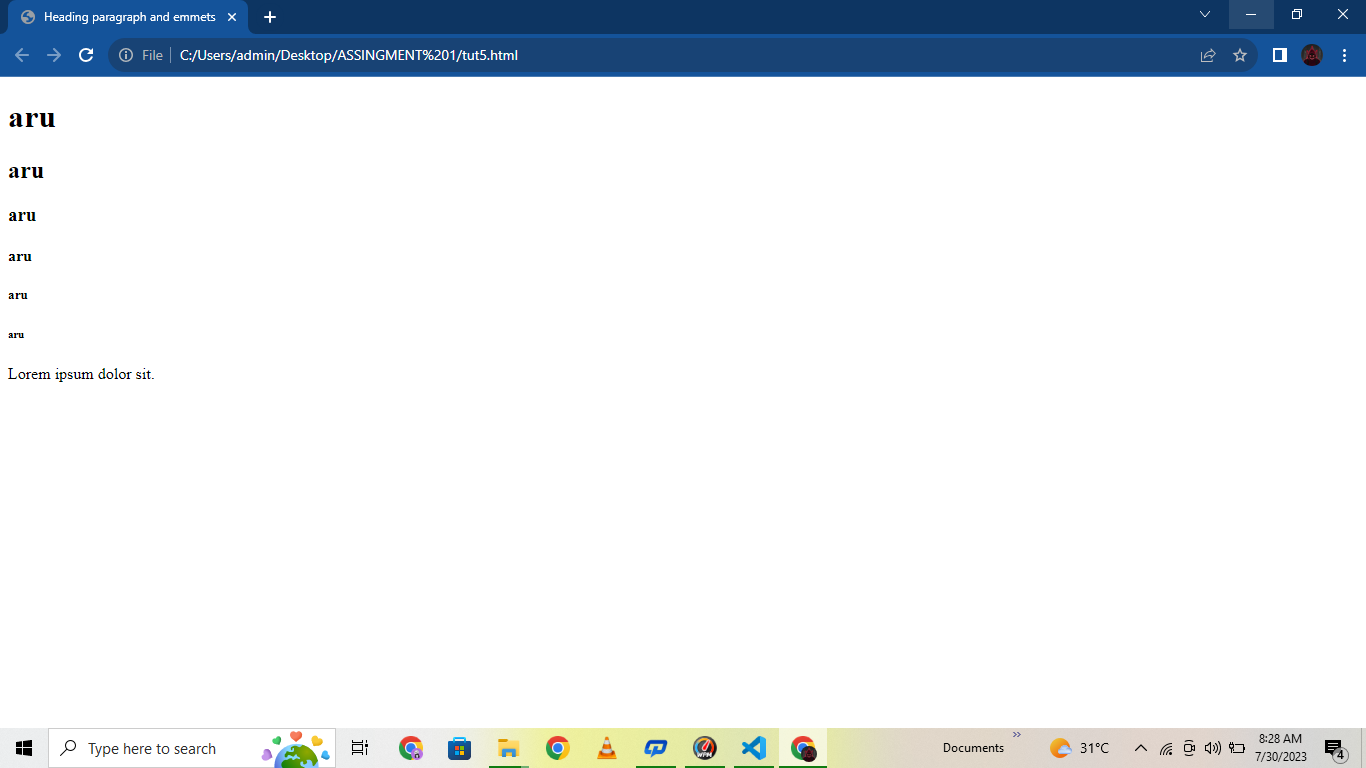 Heading paragraph and emmets
File C:/Users/admin/Desktop/ASSINGMENT%201/tut5.html
aru
aru
aru
aru
aru
aru
Lorem ipsum dolor sit.
Type here to search
WPM
Documents
31°C
8:28 AM
7/30/2023
4